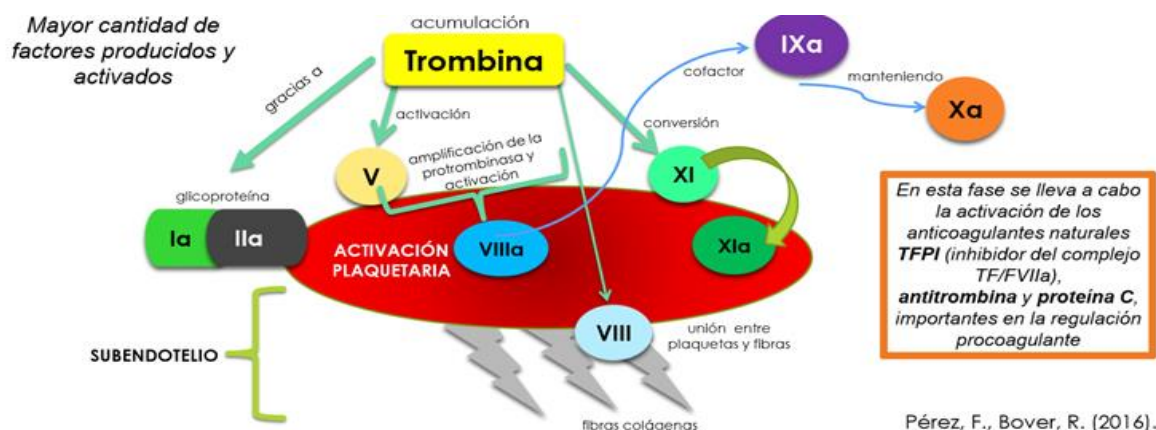 Mayor cantidad de
factores producidos y
activados
acumulación
Trombina
gracias a
activación
amplificación de la
protrombinasa y
activación
conversión
cofactor
IXa
manteniendo
Xa
V
XI
glicoproteína
Ia
IIa
ACTIVACIÓN
PLAQUETARIA
VIIIa
XIa
VIII
unión entre
plaquetas y fibras
SUBENDOTELIO
fibras colágenas
En esta fase se lleva a cabo
la activación de los
anticoagulantes naturales
TFPI (inhibidor del complejo
TF/FVIIa),
antitrombina y proteína C,
importantes en la regulación
procoagulante
Pérez, F., Bover, R. (2016).